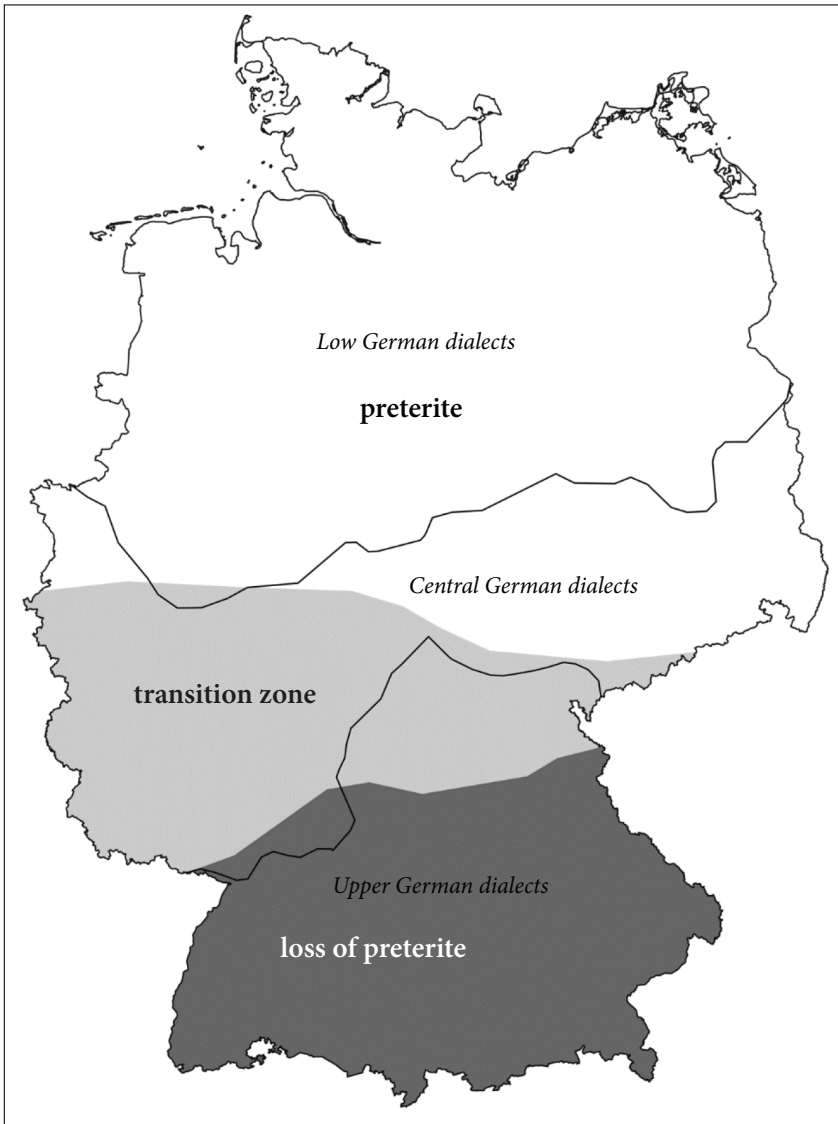 Low German dialects
preterite
Central German dialects
transition zone
Upper German dialects
loss of preterite